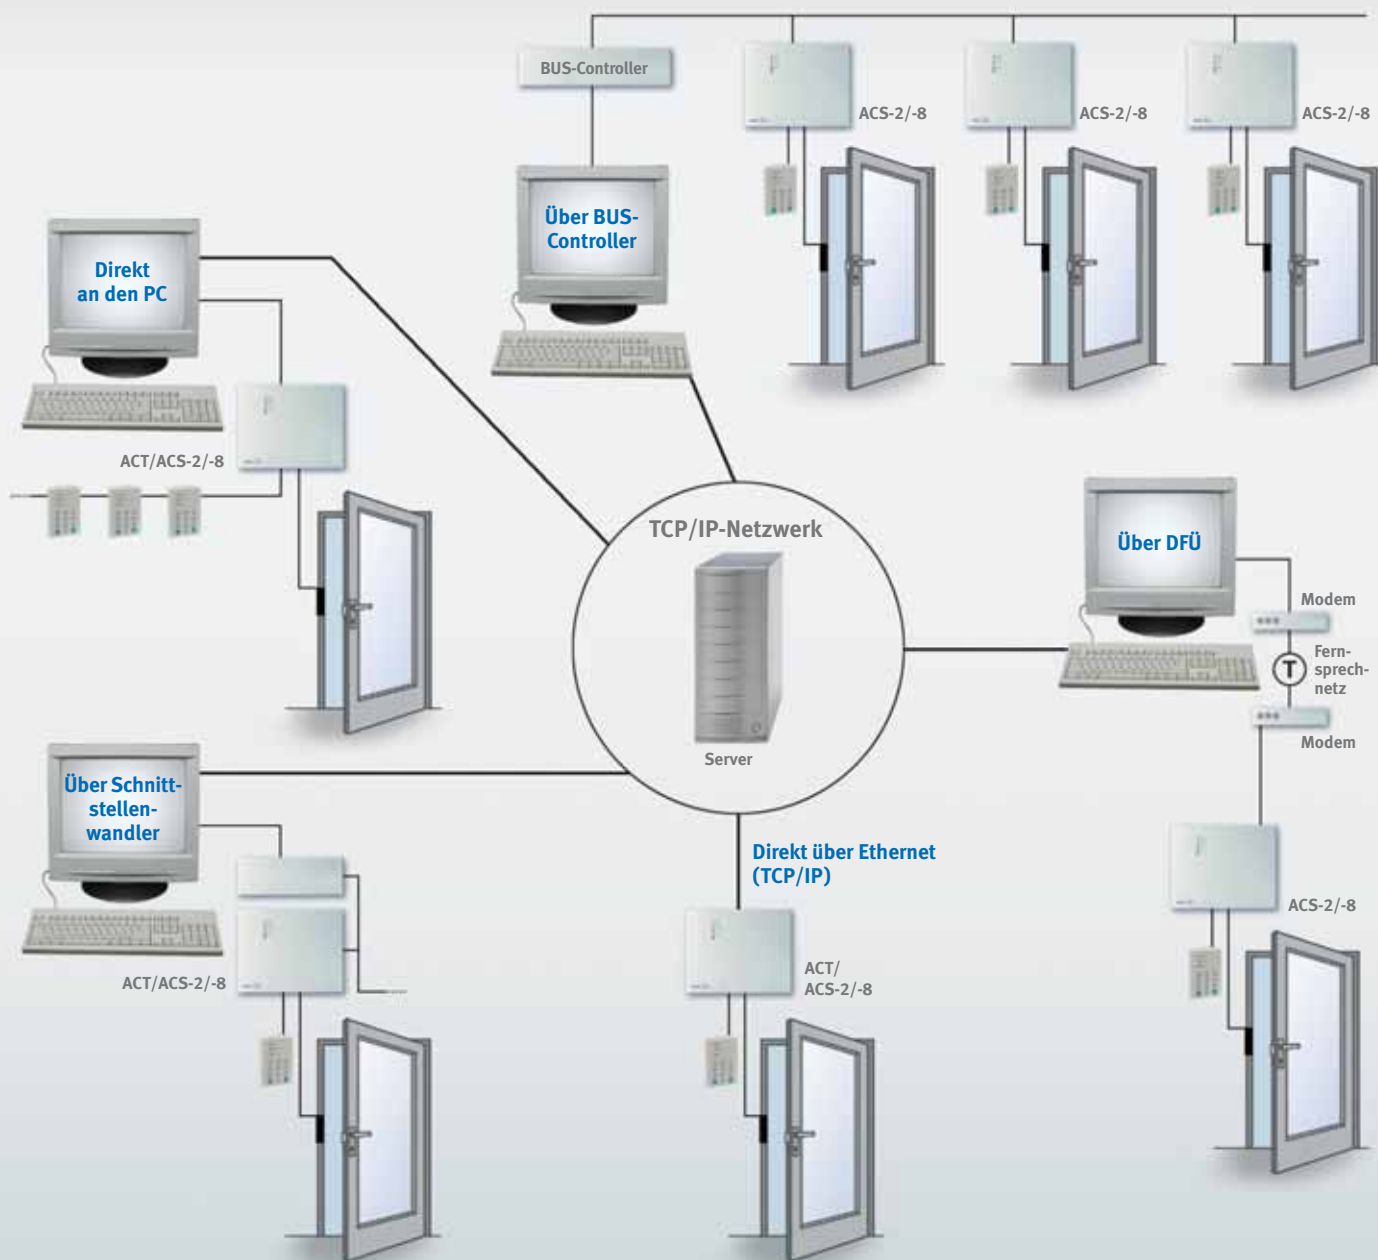 BUS-Controller
ACS-2/-8
ACS-2/-8
ACS-2/-8
Über BUS-
Controller
Direkt
an den PC
ACT/ACS-2/-8
TCP/IP-Netzwerk
Server
Über DFÜ
Modem
Fern-
sprech-
netz
T
Modem
ACS-2/-8
Über Schnitt-
stellen-
wandler
ACT/ACS-2/-8
Direkt über Ethernet
(TCP/IP)
ACT/
ACS-2/-8